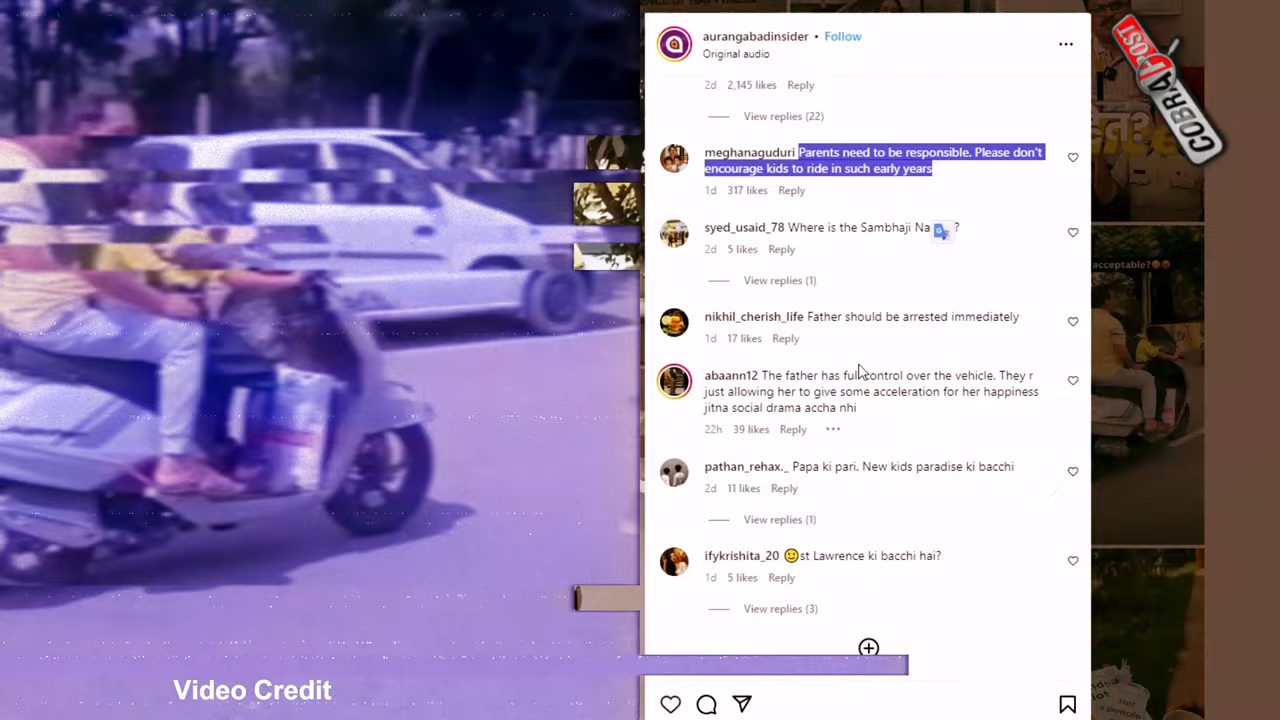 aurangabadinsider • Follow
Original audio
2d 2,145 likes Reply
View replies (22)
meghanaguduri Parents need to be responsible. Please don't
encourage kids to ride in such early years
1d 317 likes Reply
syed_usaid_78 Where is the Sambhaji Na ?
2d 5 likes Reply
View replies (1)
nikhil_cherish_life Father should be arrested immediately
1d 17 likes Reply
abaann12 The father has full control over the vehicle. They r
just allowing her to give some acceleration for her happiness
jitna social drama accha nhi
22h 39 likes Reply
pathan_rehax._ Papa ki pari. New kids paradise ki bacchi
2d 11 likes Reply
View replies (1)
ifykrishita_20 🙂st Lawrence ki bacchi hai?
1d 5 likes Reply
View replies (3)
Video Credit
COBRAPOST
acceptable?